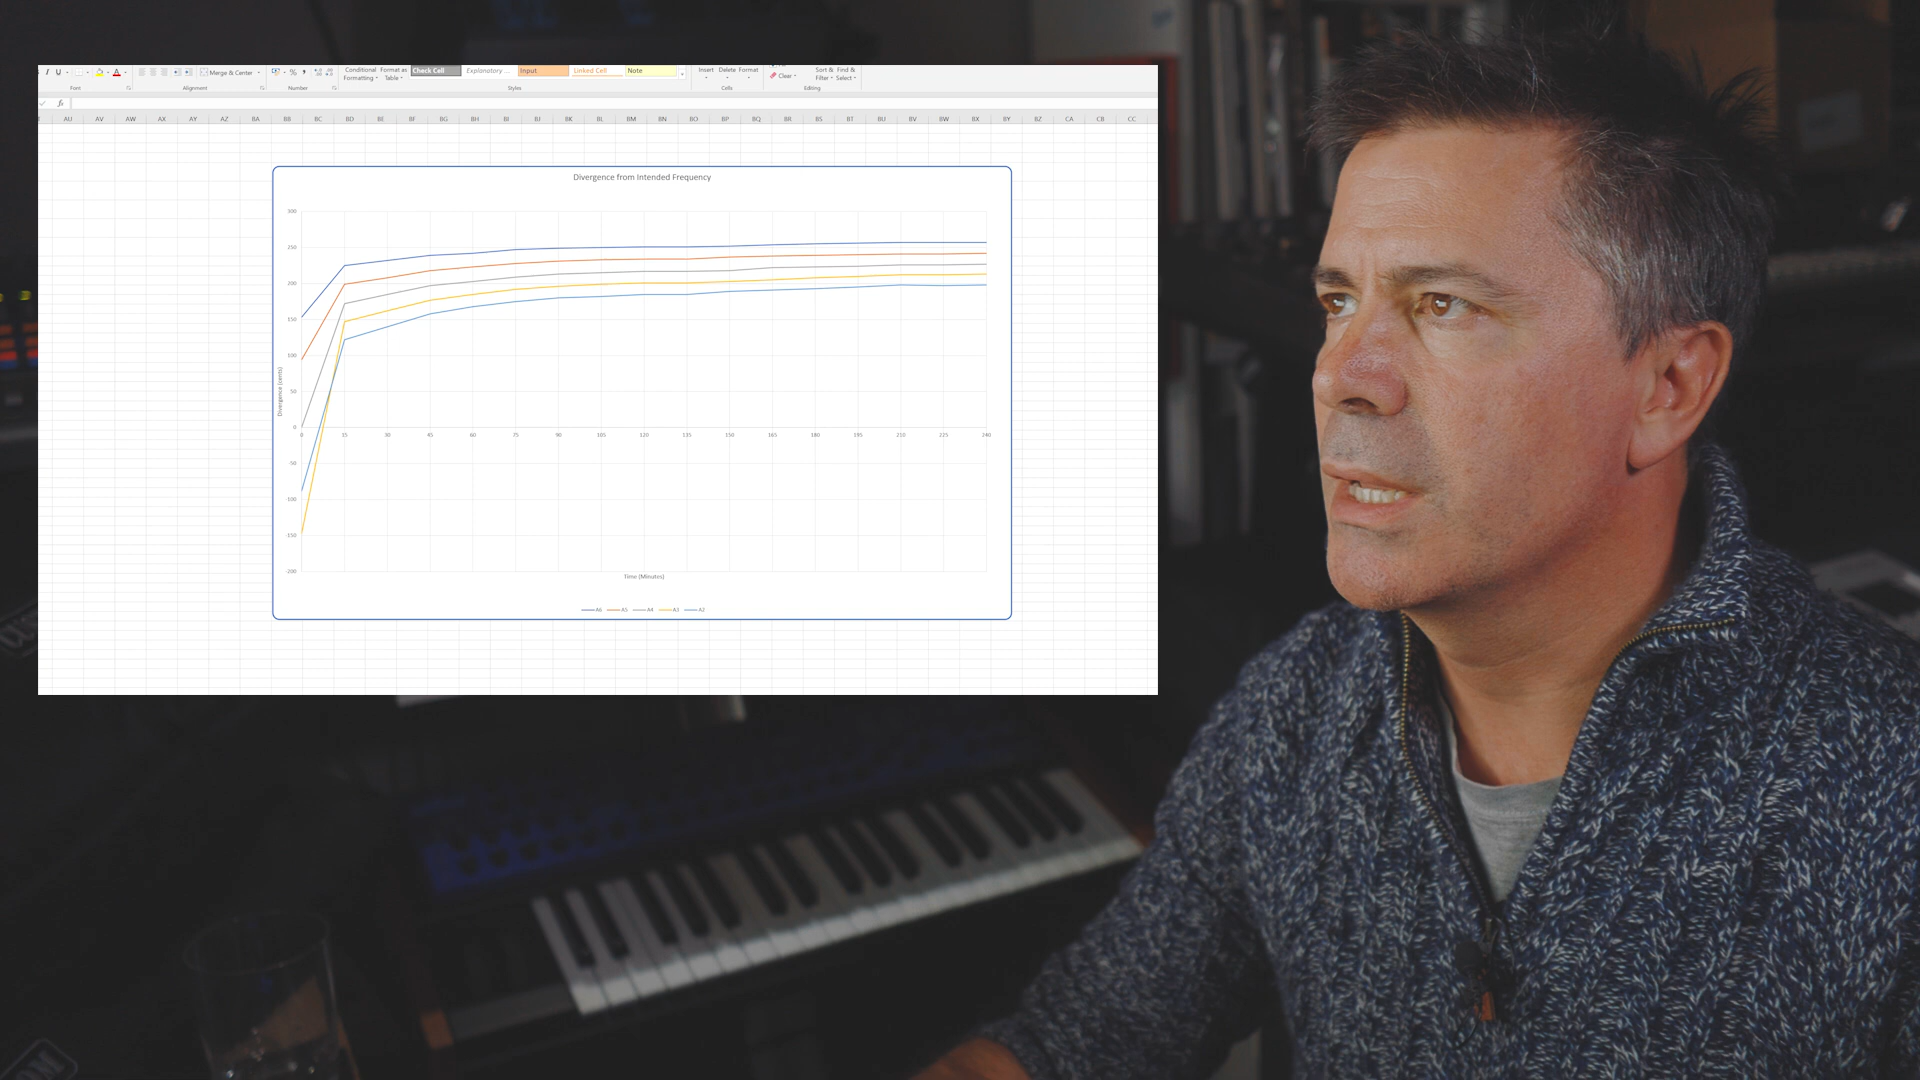 I U A Merge & Center % , Conditional Format as Check Cell Explanatory ... Input Linked Cell Note Insert Delete Format Clear Sort & Find &
Formatting Table Filter Select
Font Alignment Number Styles Cells Editing
fx
AU AV AW AX AY AZ BA BB BC BD BE BF BG BH BI BJ BK BL BM BN BO BP BQ BR BS BT BU BV BW BX BY BZ CA CB CC
Divergence from Intended Frequency
300
250
200
150
100
50
0
-50
-100
-150
-200
Divergence (cents)
0 15 30 45 60 75 90 105 120 135 150 165 180 195 210 225 240
Time (Minutes)
A6 A5 A4 A3 A2